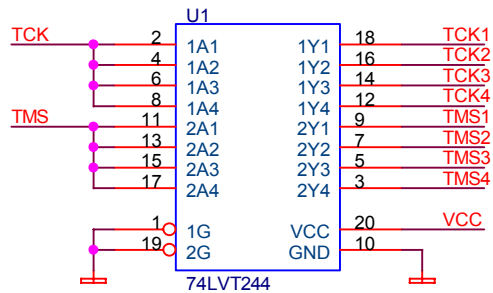 U1
TCK 2 1A1 1Y1 18 TCK1
4 1A2 1Y2 16 TCK2
6 1A3 1Y3 14 TCK3
8 1A4 1Y4 12 TCK4
TMS 11 2A1 2Y1 9 TMS1
13 2A2 2Y2 7 TMS2
15 2A3 2Y3 5 TMS3
17 2A4 2Y4 3 TMS4
1 1G VCC 20 VCC
19 2G GND 10
74LVT244